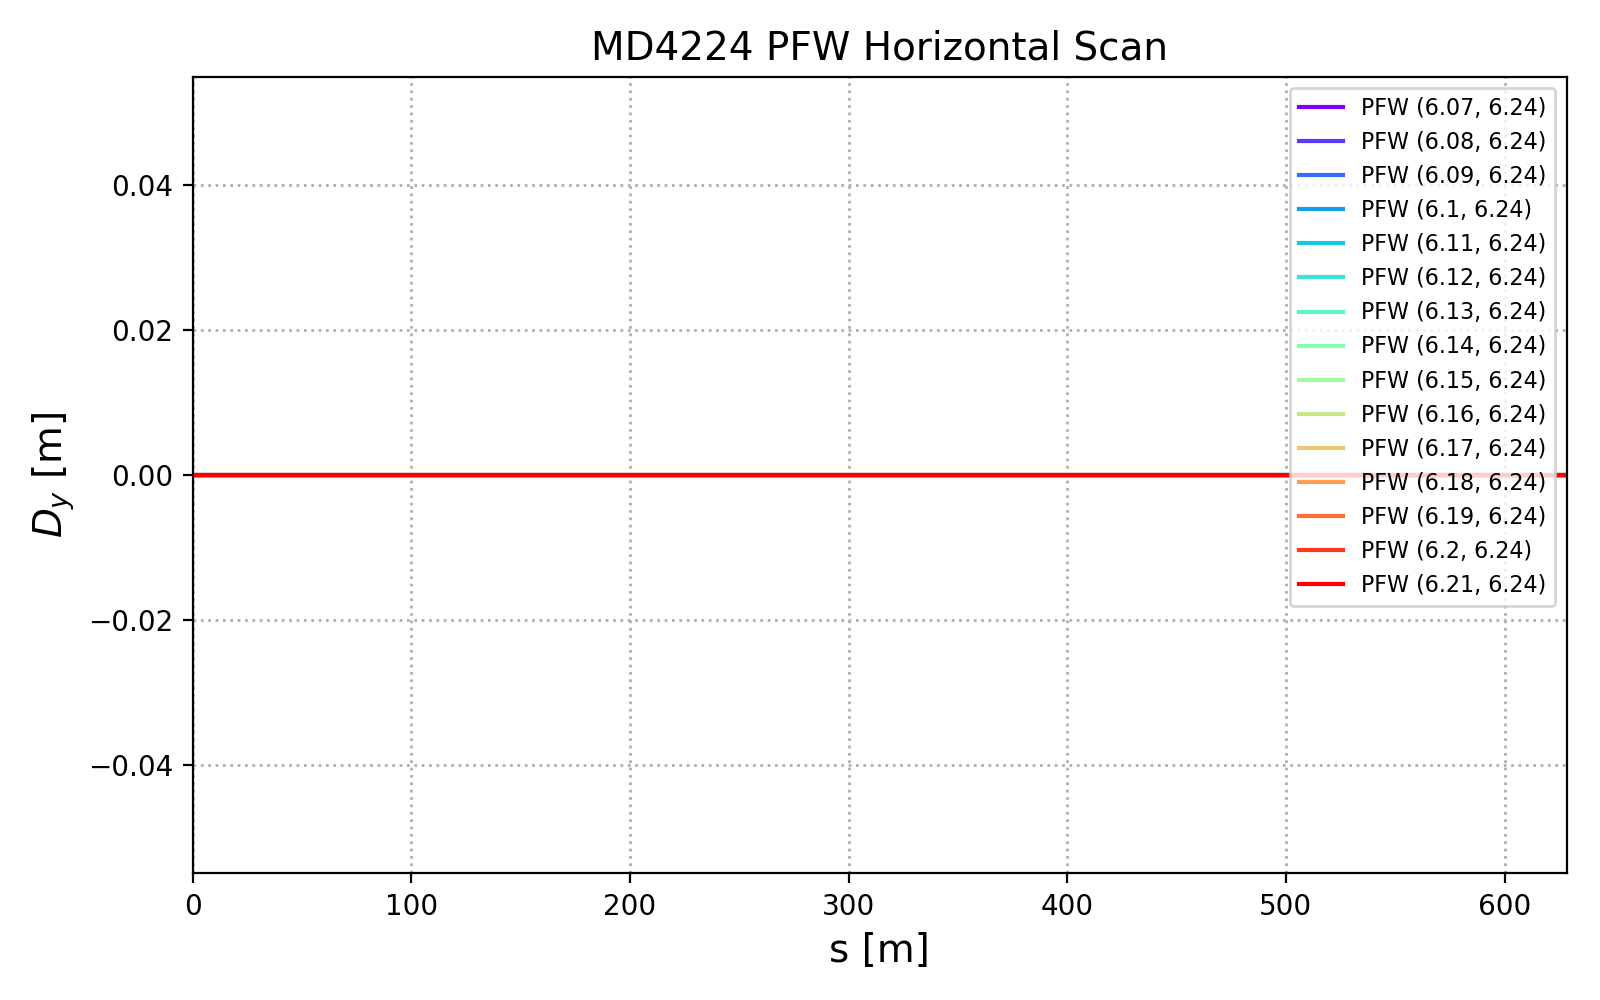 MD4224 PFW Horizontal Scan
PFW (6.07, 6.24)
PFW (6.08, 6.24)
PFW (6.09, 6.24)
PFW (6.1, 6.24)
PFW (6.11, 6.24)
PFW (6.12, 6.24)
PFW (6.13, 6.24)
PFW (6.14, 6.24)
PFW (6.15, 6.24)
PFW (6.16, 6.24)
PFW (6.17, 6.24)
PFW (6.18, 6.24)
PFW (6.19, 6.24)
PFW (6.2, 6.24)
PFW (6.21, 6.24)
0.04
0.02
0.00
−0.02
−0.04
D_y [m]
0 100 200 300 400 500 600
s [m]